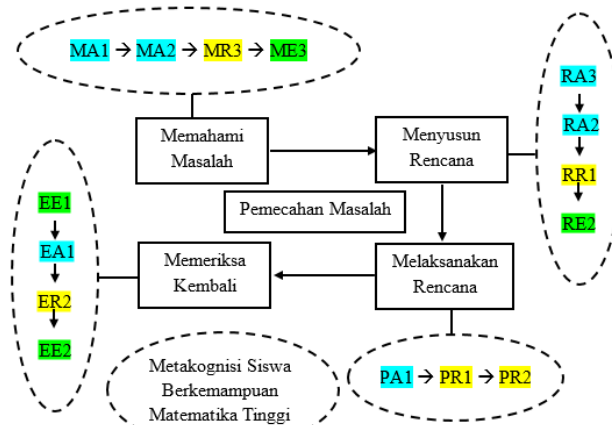 MA1 → MA2 → MR3 → ME3
Memahami
Masalah
Menyusun
Rencana
RA3
RA2
RR1
RE2
Pemecahan Masalah
EE1
EA1
ER2
EE2
Memeriksa
Kembali
Melaksanakan
Rencana
Metakognisi Siswa
Berkemampuan
Matematika Tinggi
PA1 → PR1 → PR2